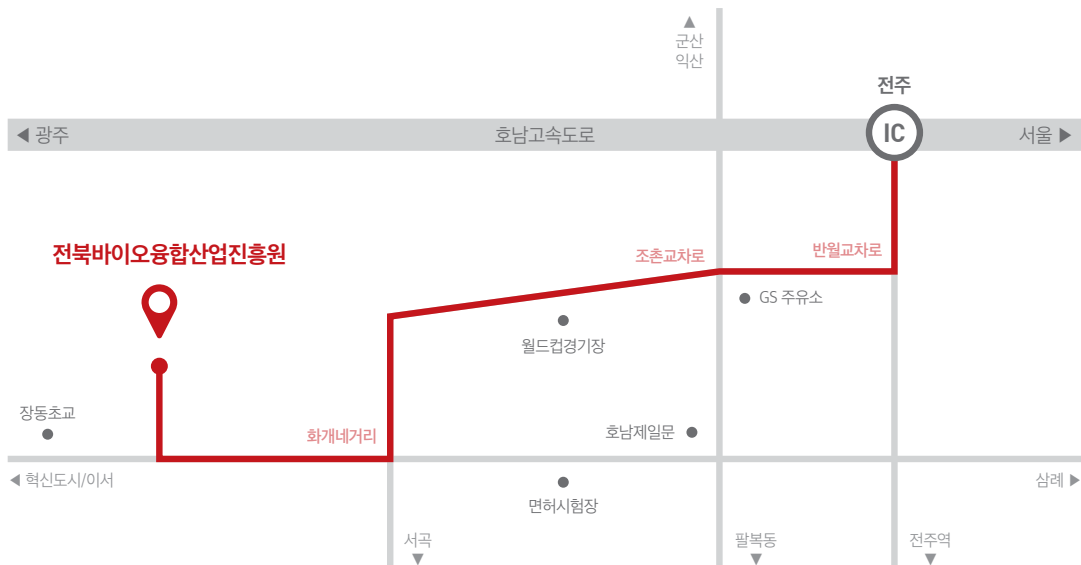 ▲
군산
익산
전주
IC
◀ 광주
호남고속도로
서울 ▶
전북바이오융합산업진흥원
조촌교차로
반월교차로
GS 주유소
월드컵경기장
장동초교
화개네거리
호남제일문
◀ 혁신도시/이서
삼례 ▶
면허시험장
서곡
▼
팔복동
▼
전주역
▼